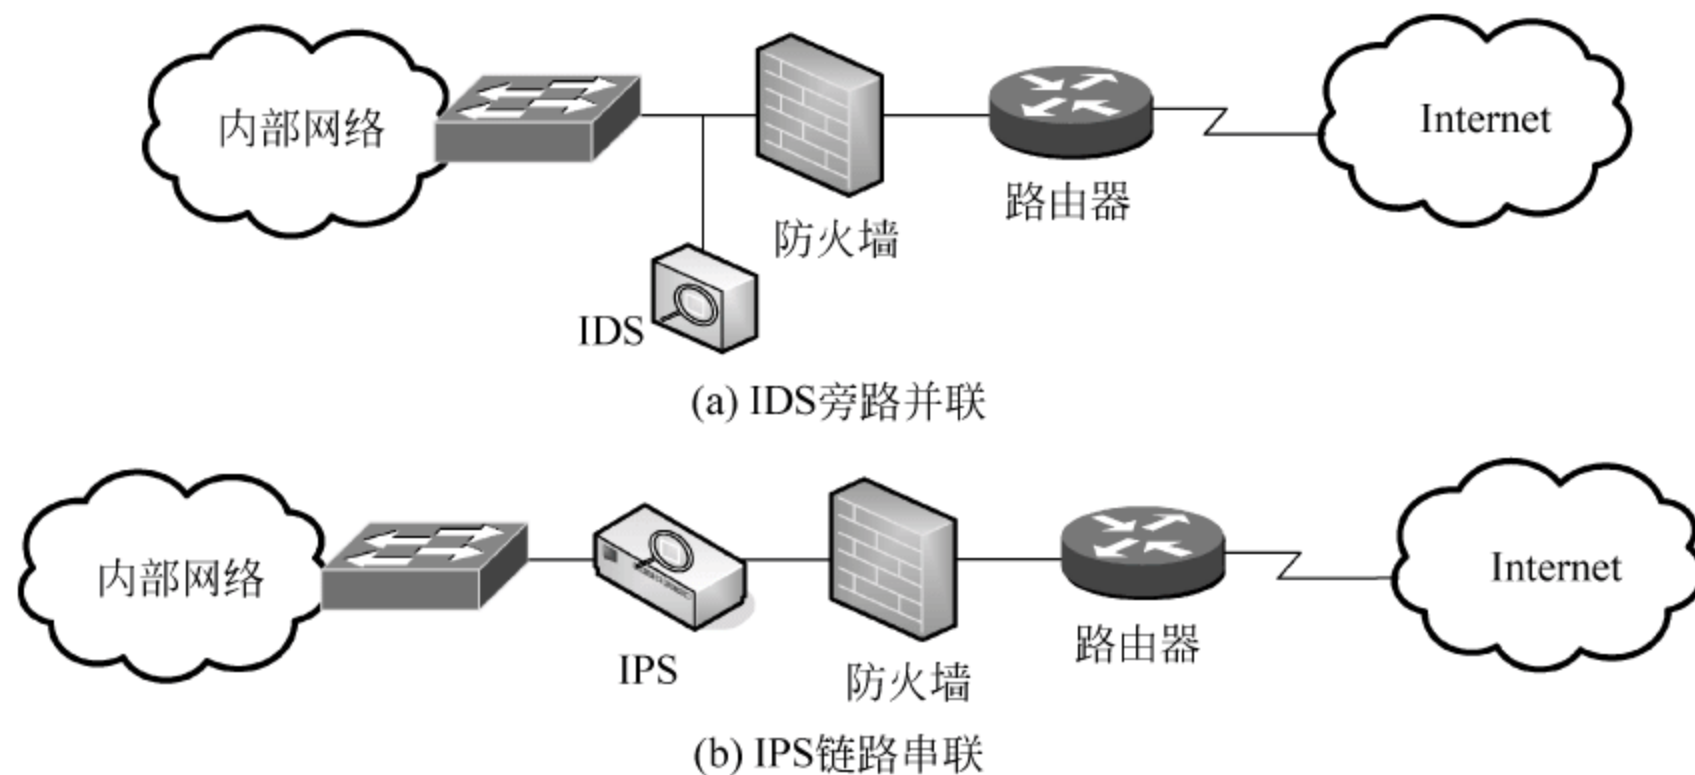 内部网络
Internet
路由器
防火墙
IDS
(a) IDS旁路并联
内部网络
Internet
IPS
防火墙
路由器
(b) IPS链路串联